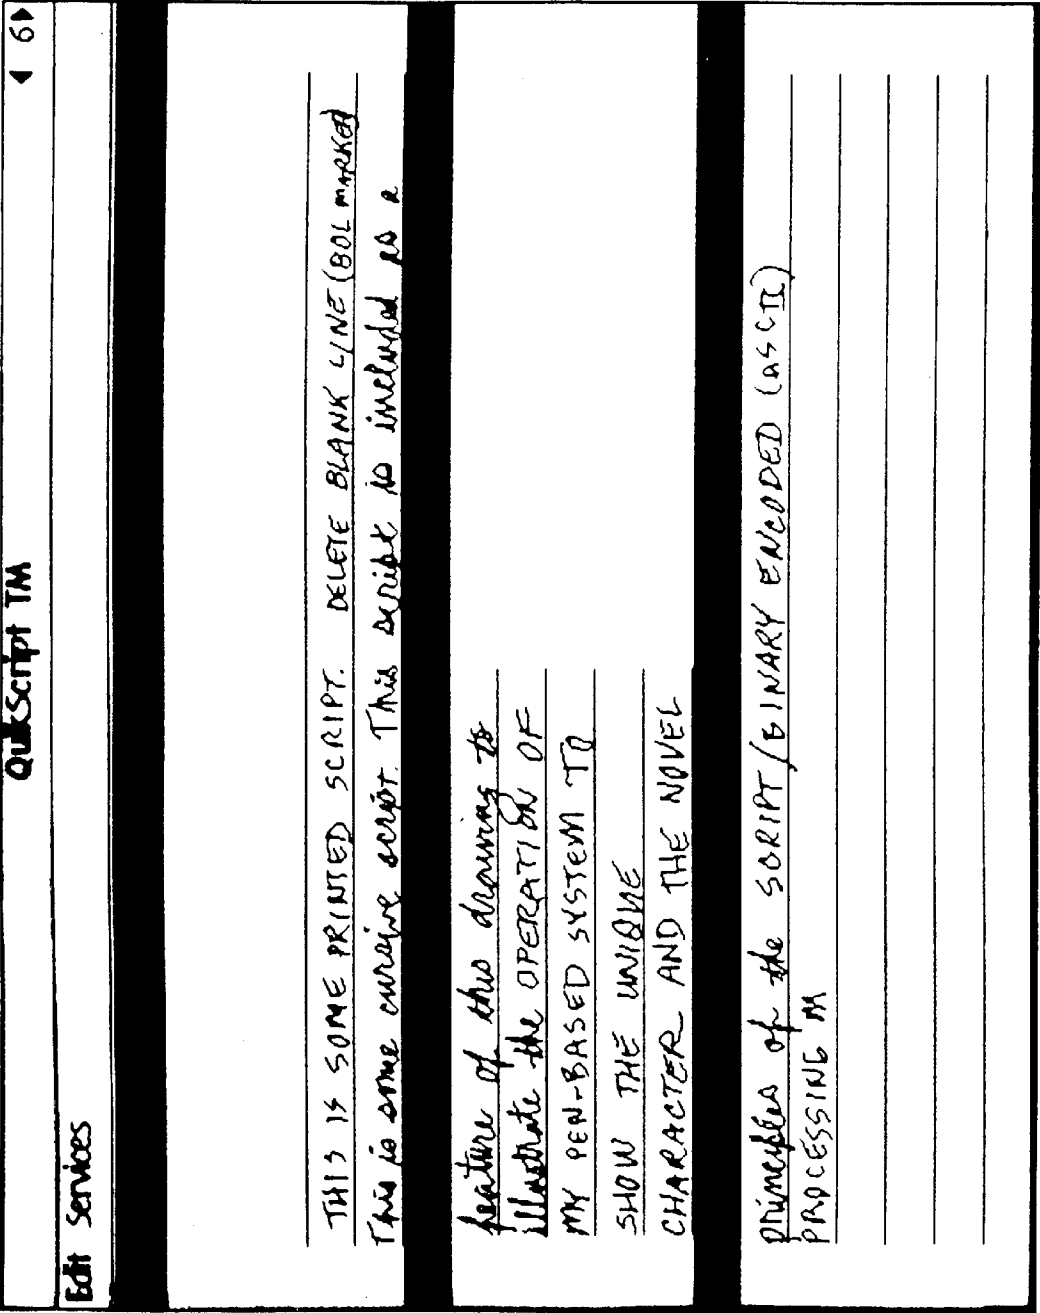 QuikScript TM
◀ 6 ▶
Edit Services
THIS IS SOME PRINTED SCRIPT. DELETE BLANK LINE (BOL MARKED
This is some cursive script. This script is included as a
feature of this drawing to
illustrate the OPERATION OF
MY PEN-BASED SYSTEM TO
SHOW THE UNIQUE
CHARACTER AND THE NOVEL
principles of the SCRIPT/BINARY ENCODED (ASCII)
PROCESSING M